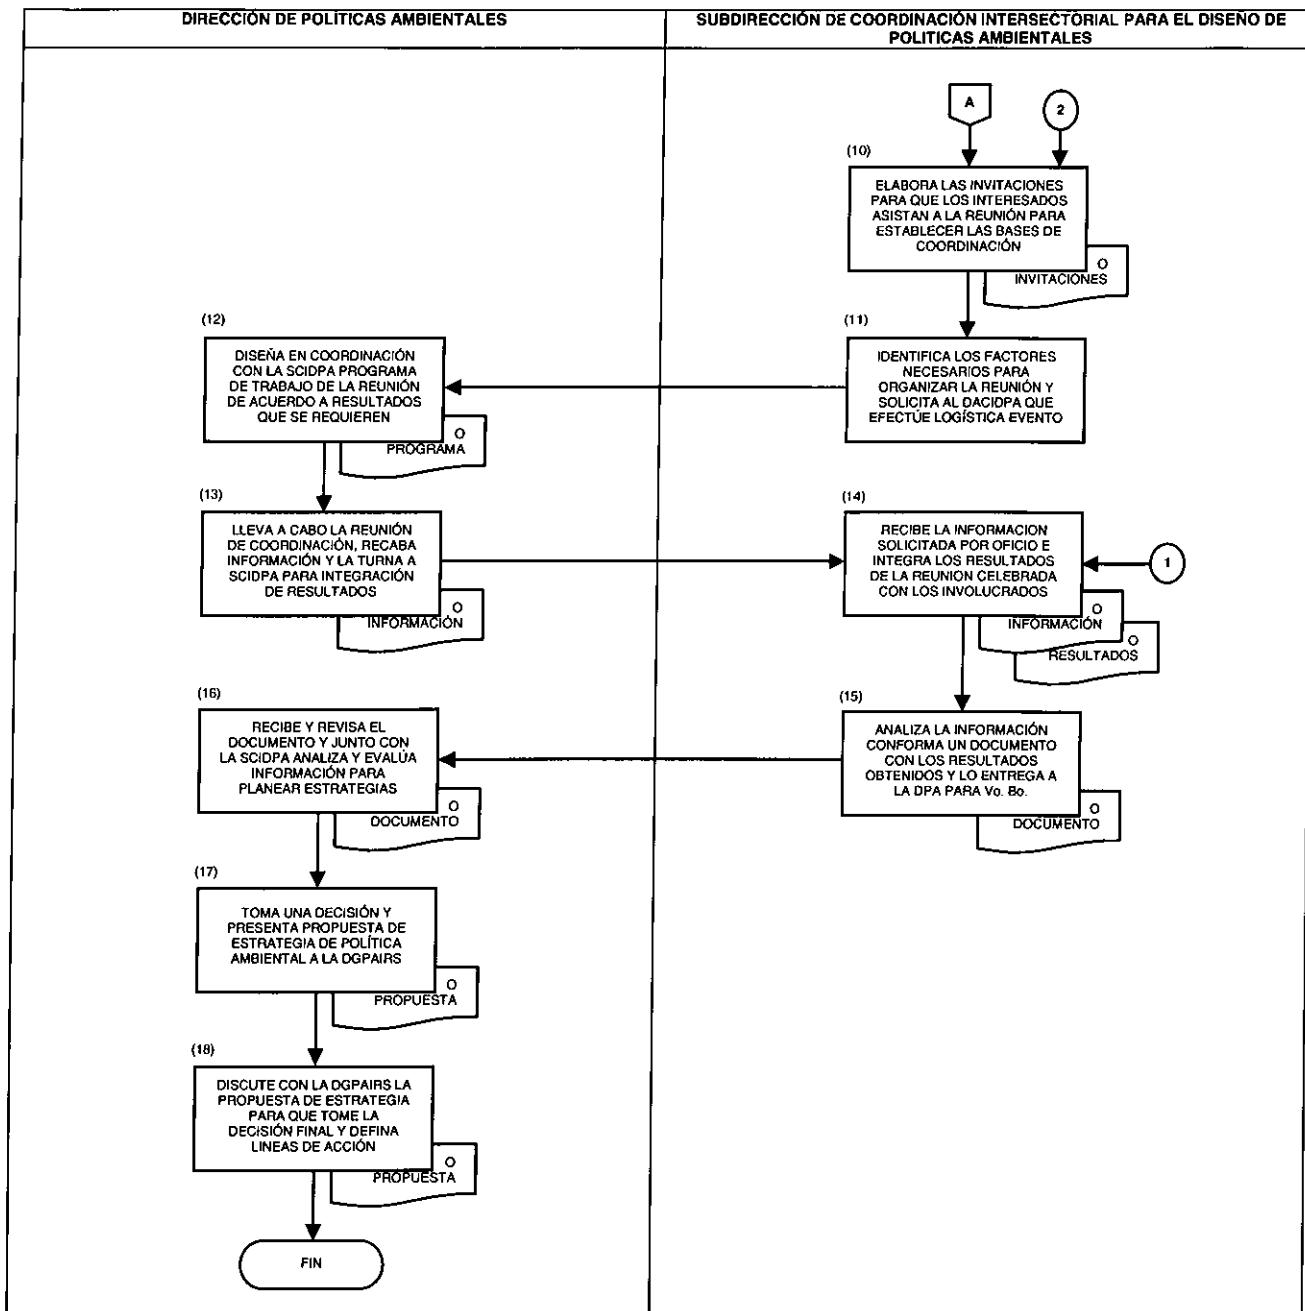 DIRECCIÓN DE POLÍTICAS AMBIENTALES
SUBDIRECCIÓN DE COORDINACIÓN INTERSECTORIAL PARA EL DISEÑO DE
POLITICAS AMBIENTALES
A
2
(10)
ELABORA LAS INVITACIONES
PARA QUE LOS INTERESADOS
ASISTAN A LA REUNIÓN PARA
ESTABLECER LAS BASES DE
COORDINACIÓN
O
INVITACIONES
(11)
IDENTIFICA LOS FACTORES
NECESARIOS PARA
ORGANIZAR LA REUNIÓN Y
SOLICITA AL DACIDPA QUE
EFECTÚE LOGÍSTICA EVENTO
(12)
DISEÑA EN COORDINACIÓN
CON LA SCIDPA PROGRAMA
DE TRABAJO DE LA REUNIÓN
DE ACUERDO A RESULTADOS
QUE SE REQUIEREN
O
PROGRAMA
(13)
LLEVA A CABO LA REUNIÓN
DE COORDINACIÓN, RECABA
INFORMACIÓN Y LA TURNA A
SCIDPA PARA INTEGRACIÓN
DE RESULTADOS
O
INFORMACIÓN
(14)
RECIBE LA INFORMACION
SOLICITADA POR OFICIO E
INTEGRA LOS RESULTADOS
DE LA REUNION CELEBRADA
CON LOS INVOLUCRADOS
1
O
INFORMACIÓN
O
RESULTADOS
(15)
ANALIZA LA INFORMACIÓN
CONFORMA UN DOCUMENTO
CON LOS RESULTADOS
OBTENIDOS Y LO ENTREGA A
LA DPA PARA Vo. Bo.
O
DOCUMENTO
(16)
RECIBE Y REVISA EL
DOCUMENTO Y JUNTO CON
LA SCIDPA ANALIZA Y EVALÚA
INFORMACIÓN PARA
PLANEAR ESTRATEGIAS
O
DOCUMENTO
(17)
TOMA UNA DECISIÓN Y
PRESENTA PROPUESTA DE
ESTRATEGIA DE POLÍTICA
AMBIENTAL A LA DGPAIRS
O
PROPUESTA
(18)
DISCUTE CON LA DGPAIRS LA
PROPUESTA DE ESTRATEGIA
PARA QUE TOME LA
DECISIÓN FINAL Y DEFINA
LINEAS DE ACCIÓN
O
PROPUESTA
FIN